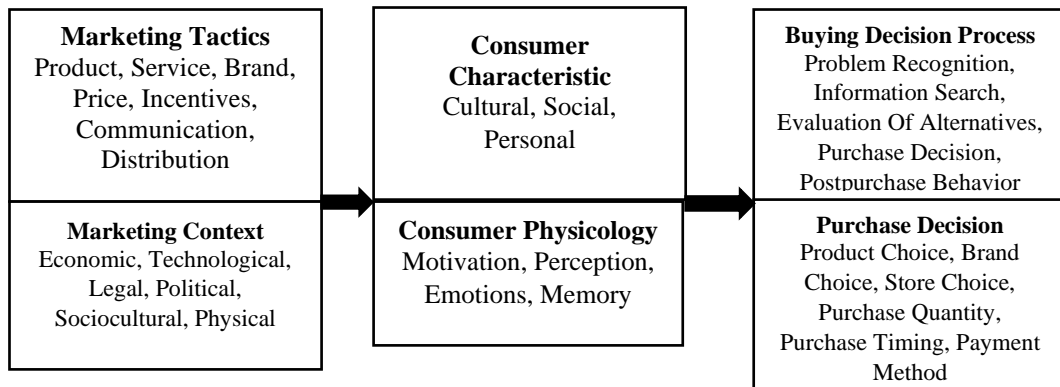 Marketing Tactics
Product, Service, Brand,
Price, Incentives,
Communication,
Distribution
Marketing Context
Economic, Technological,
Legal, Political,
Sociocultural, Physical
Consumer
Characteristic
Cultural, Social,
Personal
Consumer Physicology
Motivation, Perception,
Emotions, Memory
Buying Decision Process
Problem Recognition,
Information Search,
Evaluation Of Alternatives,
Purchase Decision,
Postpurchase Behavior
Purchase Decision
Product Choice, Brand
Choice, Store Choice,
Purchase Quantity,
Purchase Timing, Payment
Method